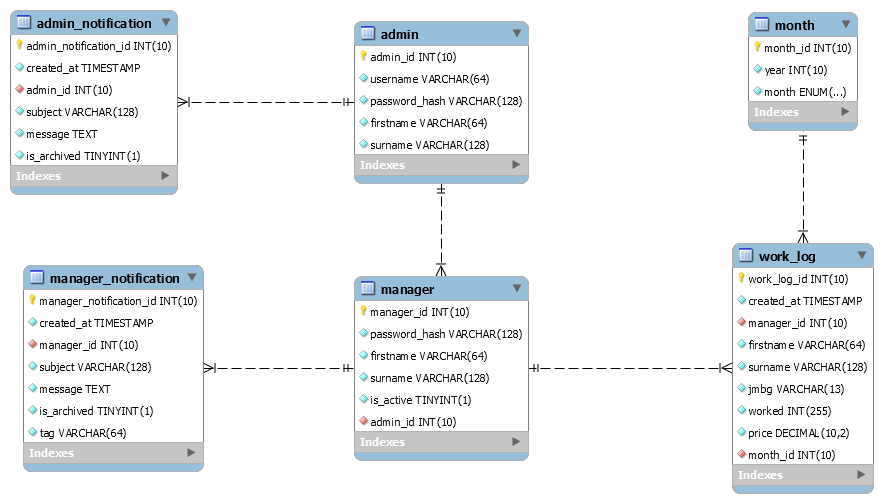 admin_notification
admin_notification_id INT(10)
created_at TIMESTAMP
admin_id INT(10)
subject VARCHAR(128)
message TEXT
is_archived TINYINT(1)
Indexes
admin
admin_id INT(10)
username VARCHAR(64)
password_hash VARCHAR(128)
firstname VARCHAR(64)
surname VARCHAR(128)
Indexes
month
month_id INT(10)
year INT(10)
month ENUM(...)
Indexes
manager_notification
manager_notification_id INT(10)
created_at TIMESTAMP
manager_id INT(10)
subject VARCHAR(128)
message TEXT
is_archived TINYINT(1)
tag VARCHAR(64)
Indexes
manager
manager_id INT(10)
password_hash VARCHAR(128)
firstname VARCHAR(64)
surname VARCHAR(128)
is_active TINYINT(1)
admin_id INT(10)
Indexes
work_log
work_log_id INT(10)
created_at TIMESTAMP
manager_id INT(10)
firstname VARCHAR(64)
surname VARCHAR(128)
jmbg VARCHAR(13)
worked INT(255)
price DECIMAL(10,2)
month_id INT(10)
Indexes